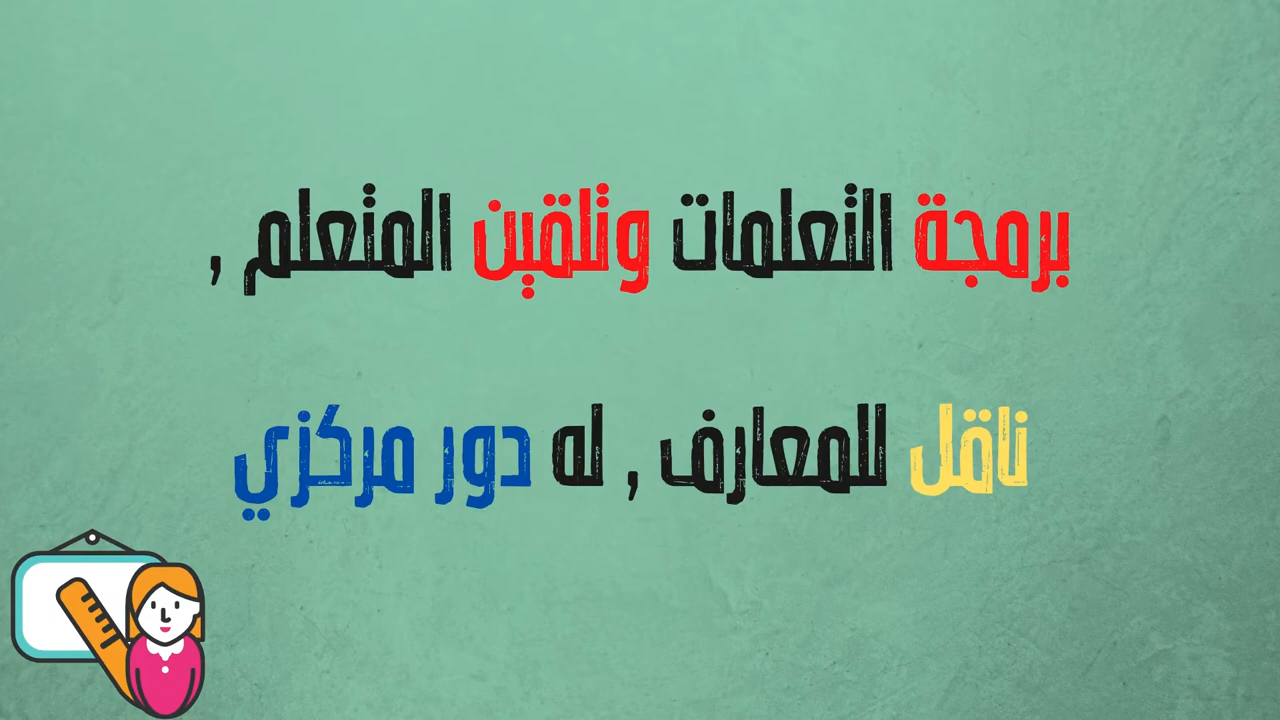 برمجة التعلمات وتلقين المتعلم ,
ناقل للمعارف , له دور مركزي